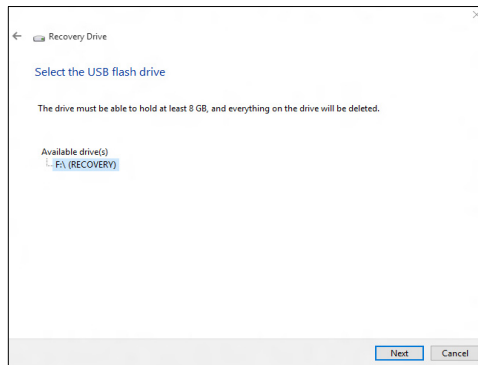 Recovery Drive
Select the USB flash drive
The drive must be able to hold at least 8 GB, and everything on the drive will be deleted.
Available drive(s)
F:\ (RECOVERY)
Next Cancel